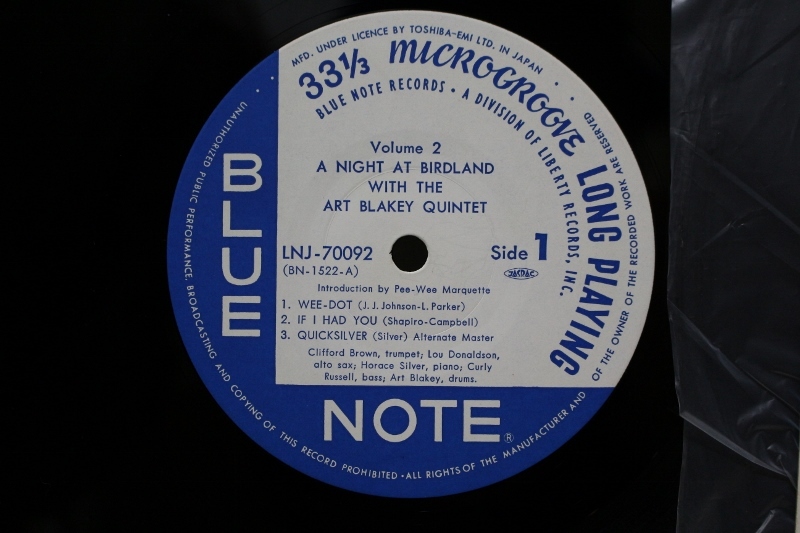 MFD. UNDER LICENCE BY TOSHIBA-EMI LTD. IN JAPAN
33⅓ MICROGROOVE LONG PLAYING
BLUE NOTE RECORDS • A DIVISION OF LIBERTY RECORDS, INC.
Volume 2
A NIGHT AT BIRDLAND
WITH THE
ART BLAKEY QUINTET
LNJ-70092
(BN-1522-A)
Side 1
Introduction by Pee-Wee Marquette
1. WEE-DOT (J. J. Johnson-L. Parker)
2. IF I HAD YOU (Shapiro-Campbell)
3. QUICKSILVER (Silver) Alternate Master
Clifford Brown, trumpet; Lou Donaldson,
alto sax; Horace Silver, piano; Curly
Russell, bass; Art Blakey, drums.
BLUE
NOTE®
UNAUTHORIZED PUBLIC PERFORMANCE, BROADCASTING AND COPYING OF THIS RECORD PROHIBITED • ALL RIGHTS OF THE MANUFACTURER AND OF THE OWNER OF THE RECORDED WORK ARE RESERVED